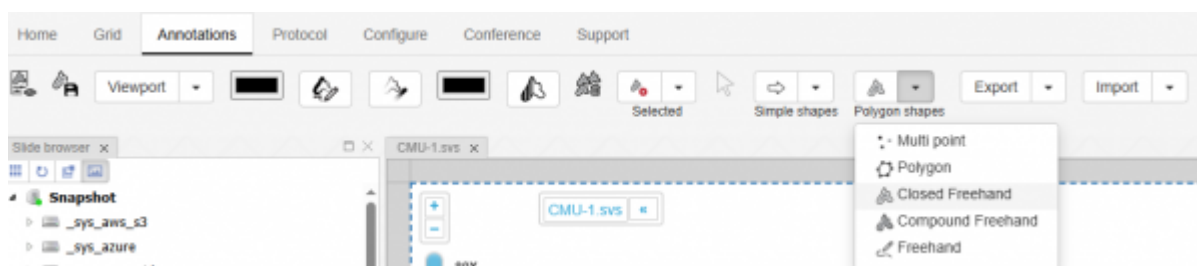 Home Grid Annotations Protocol Configure Conference Support
Viewport Export Import
Selected Simple shapes Polygon shapes
Slide browser x CMU-1.svs x
Multi point
Polygon
Snapshot CMU-1.svs « Closed Freehand
_sys_aws_s3 Compound Freehand
_sys_azure Freehand